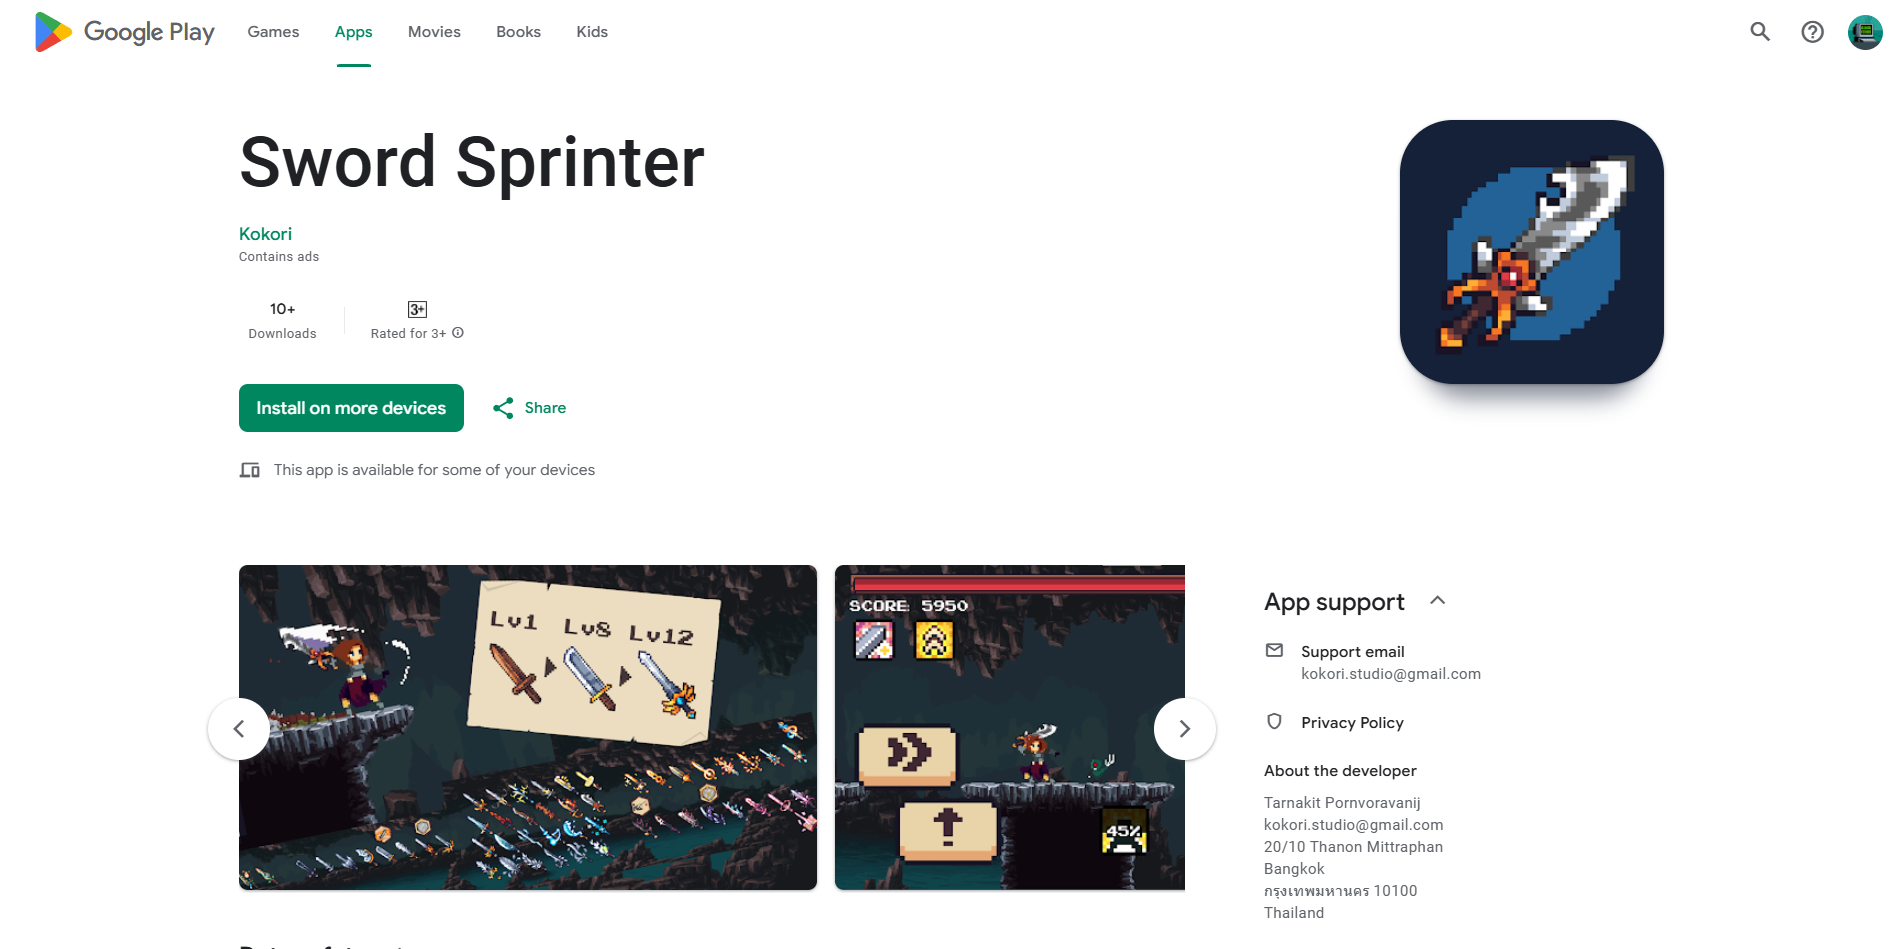 Google Play
Games
Apps
Movies
Books
Kids
Sword Sprinter
Kokori
Contains ads
10+
Downloads
3+
Rated for 3+
Install on more devices
Share
This app is available for some of your devices
Lv1 Lv8 Lv12
SCORE: 5950
45%
App support
Support email
kokori.studio@gmail.com
Privacy Policy
About the developer
Tarnakit Pornvoravanij
kokori.studio@gmail.com
20/10 Thanon Mittraphan
Bangkok
กรุงเทพมหานคร 10100
Thailand